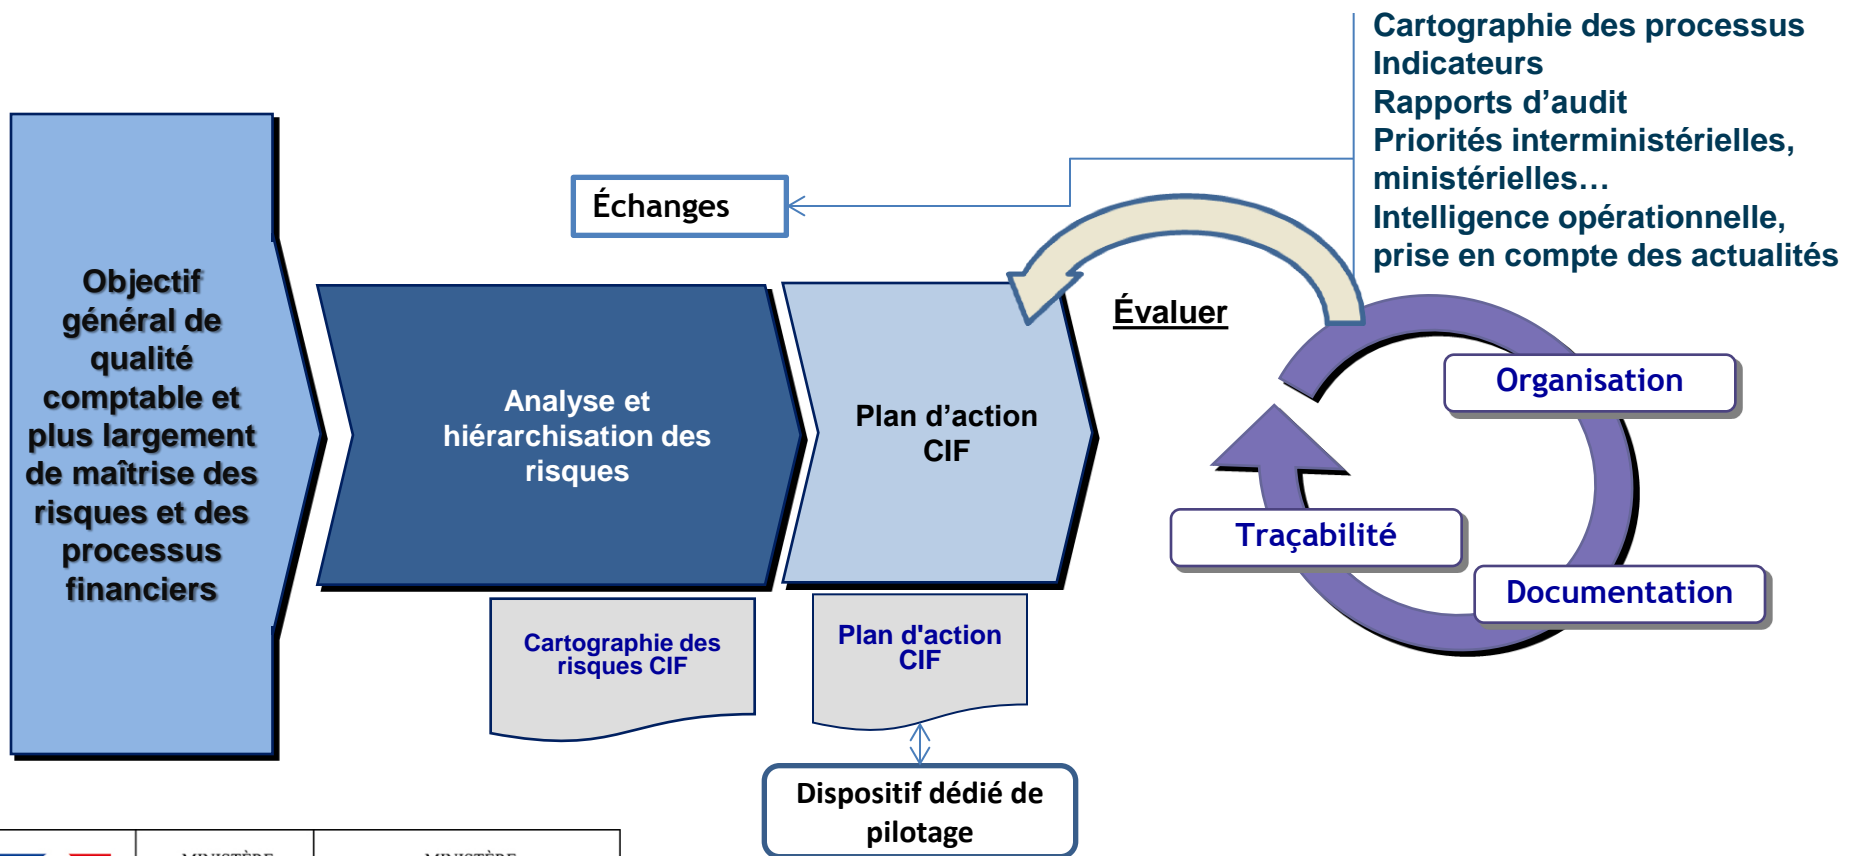 Cartographie des processus
Indicateurs
Rapports d’audit
Priorités interministérielles,
ministérielles…
Intelligence opérationnelle,
prise en compte des actualités
Échanges
Objectif
général de
qualité
comptable et
plus largement
de maîtrise des
risques et des
processus
financiers
Analyse et
hiérarchisation des
risques
Plan d’action
CIF
Évaluer
Organisation
Traçabilité
Documentation
Cartographie des
risques CIF
Plan d'action
CIF
Dispositif dédié de
pilotage
MINISTÈRE
MINISTÈRE